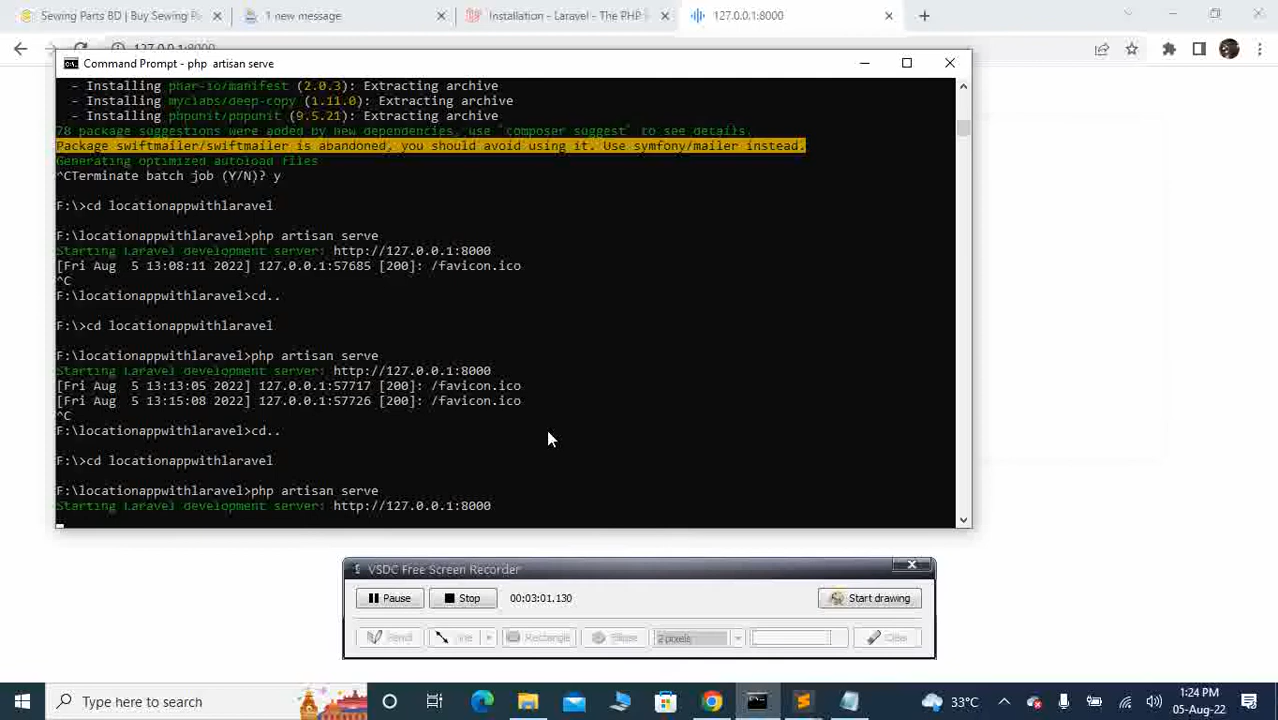 Sewing Parts BD | Buy Sewing P
1 new message
Installation - Laravel - The PHP
127.0.0.1:8000
127.0.0.1:8000
Command Prompt - php  artisan serve
- Installing phar-io/manifest (2.0.3): Extracting archive
- Installing myclabs/deep-copy (1.11.0): Extracting archive
- Installing phpunit/phpunit (9.5.21): Extracting archive
78 package suggestions were added by new dependencies, use `composer suggest` to see details.
Package swiftmailer/swiftmailer is abandoned, you should avoid using it. Use symfony/mailer instead.
Generating optimized autoload files
^CTerminate batch job (Y/N)? y
F:\>cd locationappwithlaravel
F:\locationappwithlaravel>php artisan serve
Starting Laravel development server: http://127.0.0.1:8000
[Fri Aug  5 13:08:11 2022] 127.0.0.1:57685 [200]: /favicon.ico
^C
F:\locationappwithlaravel>cd..
F:\>cd locationappwithlaravel
F:\locationappwithlaravel>php artisan serve
Starting Laravel development server: http://127.0.0.1:8000
[Fri Aug  5 13:13:05 2022] 127.0.0.1:57717 [200]: /favicon.ico
[Fri Aug  5 13:15:08 2022] 127.0.0.1:57726 [200]: /favicon.ico
^C
F:\locationappwithlaravel>cd..
F:\>cd locationappwithlaravel
F:\locationappwithlaravel>php artisan serve
Starting Laravel development server: http://127.0.0.1:8000
VSDC Free Screen Recorder
Pause
Stop
00:03:01.130
Start drawing
Pencil
Line
Rectangle
Ellipse
2 pixels
Clear
Type here to search
33°C
1:24 PM
05-Aug-22